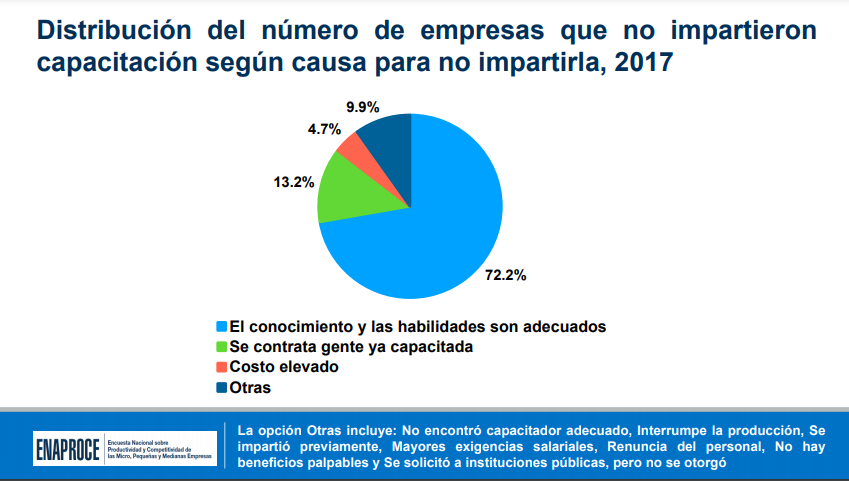 Distribución del número de empresas que no impartieron
capacitación según causa para no impartirla, 2017
9.9%
4.7%
13.2%
72.2%
El conocimiento y las habilidades son adecuados
Se contrata gente ya capacitada
Costo elevado
Otras
ENAPROCE
Encuesta Nacional sobre
Productividad y Competitividad de
las Micro, Pequeñas y Medianas Empresas
La opción Otras incluye: No encontró capacitador adecuado, Interrumpe la producción, Se
impartió previamente, Mayores exigencias salariales, Renuncia del personal, No hay
beneficios palpables y Se solicitó a instituciones públicas, pero no se otorgó